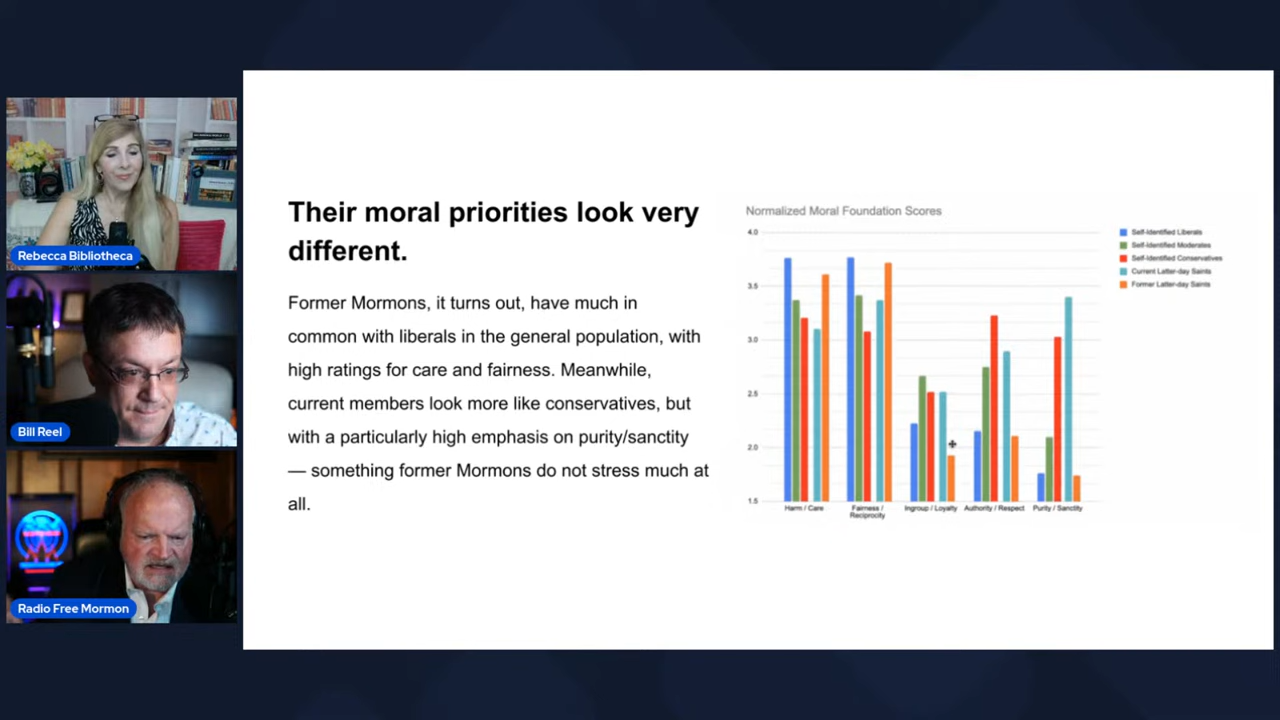 Rebecca Bibliotheca
Bill Reel
Radio Free Mormon
Their moral priorities look very
different.
Former Mormons, it turns out, have much in
common with liberals in the general population, with
high ratings for care and fairness. Meanwhile,
current members look more like conservatives, but
with a particularly high emphasis on purity/sanctity
— something former Mormons do not stress much at
all.
Normalized Moral Foundation Scores
4.0
3.5
3.0
2.5
2.0
1.5
Harm / Care
Fairness /
Reciprocity
Ingroup / Loyalty
Authority / Respect
Purity / Sanctity
Self-Identified Liberals
Self-Identified Moderates
Self-Identified Conservatives
Current Latter-day Saints
Former Latter-day Saints